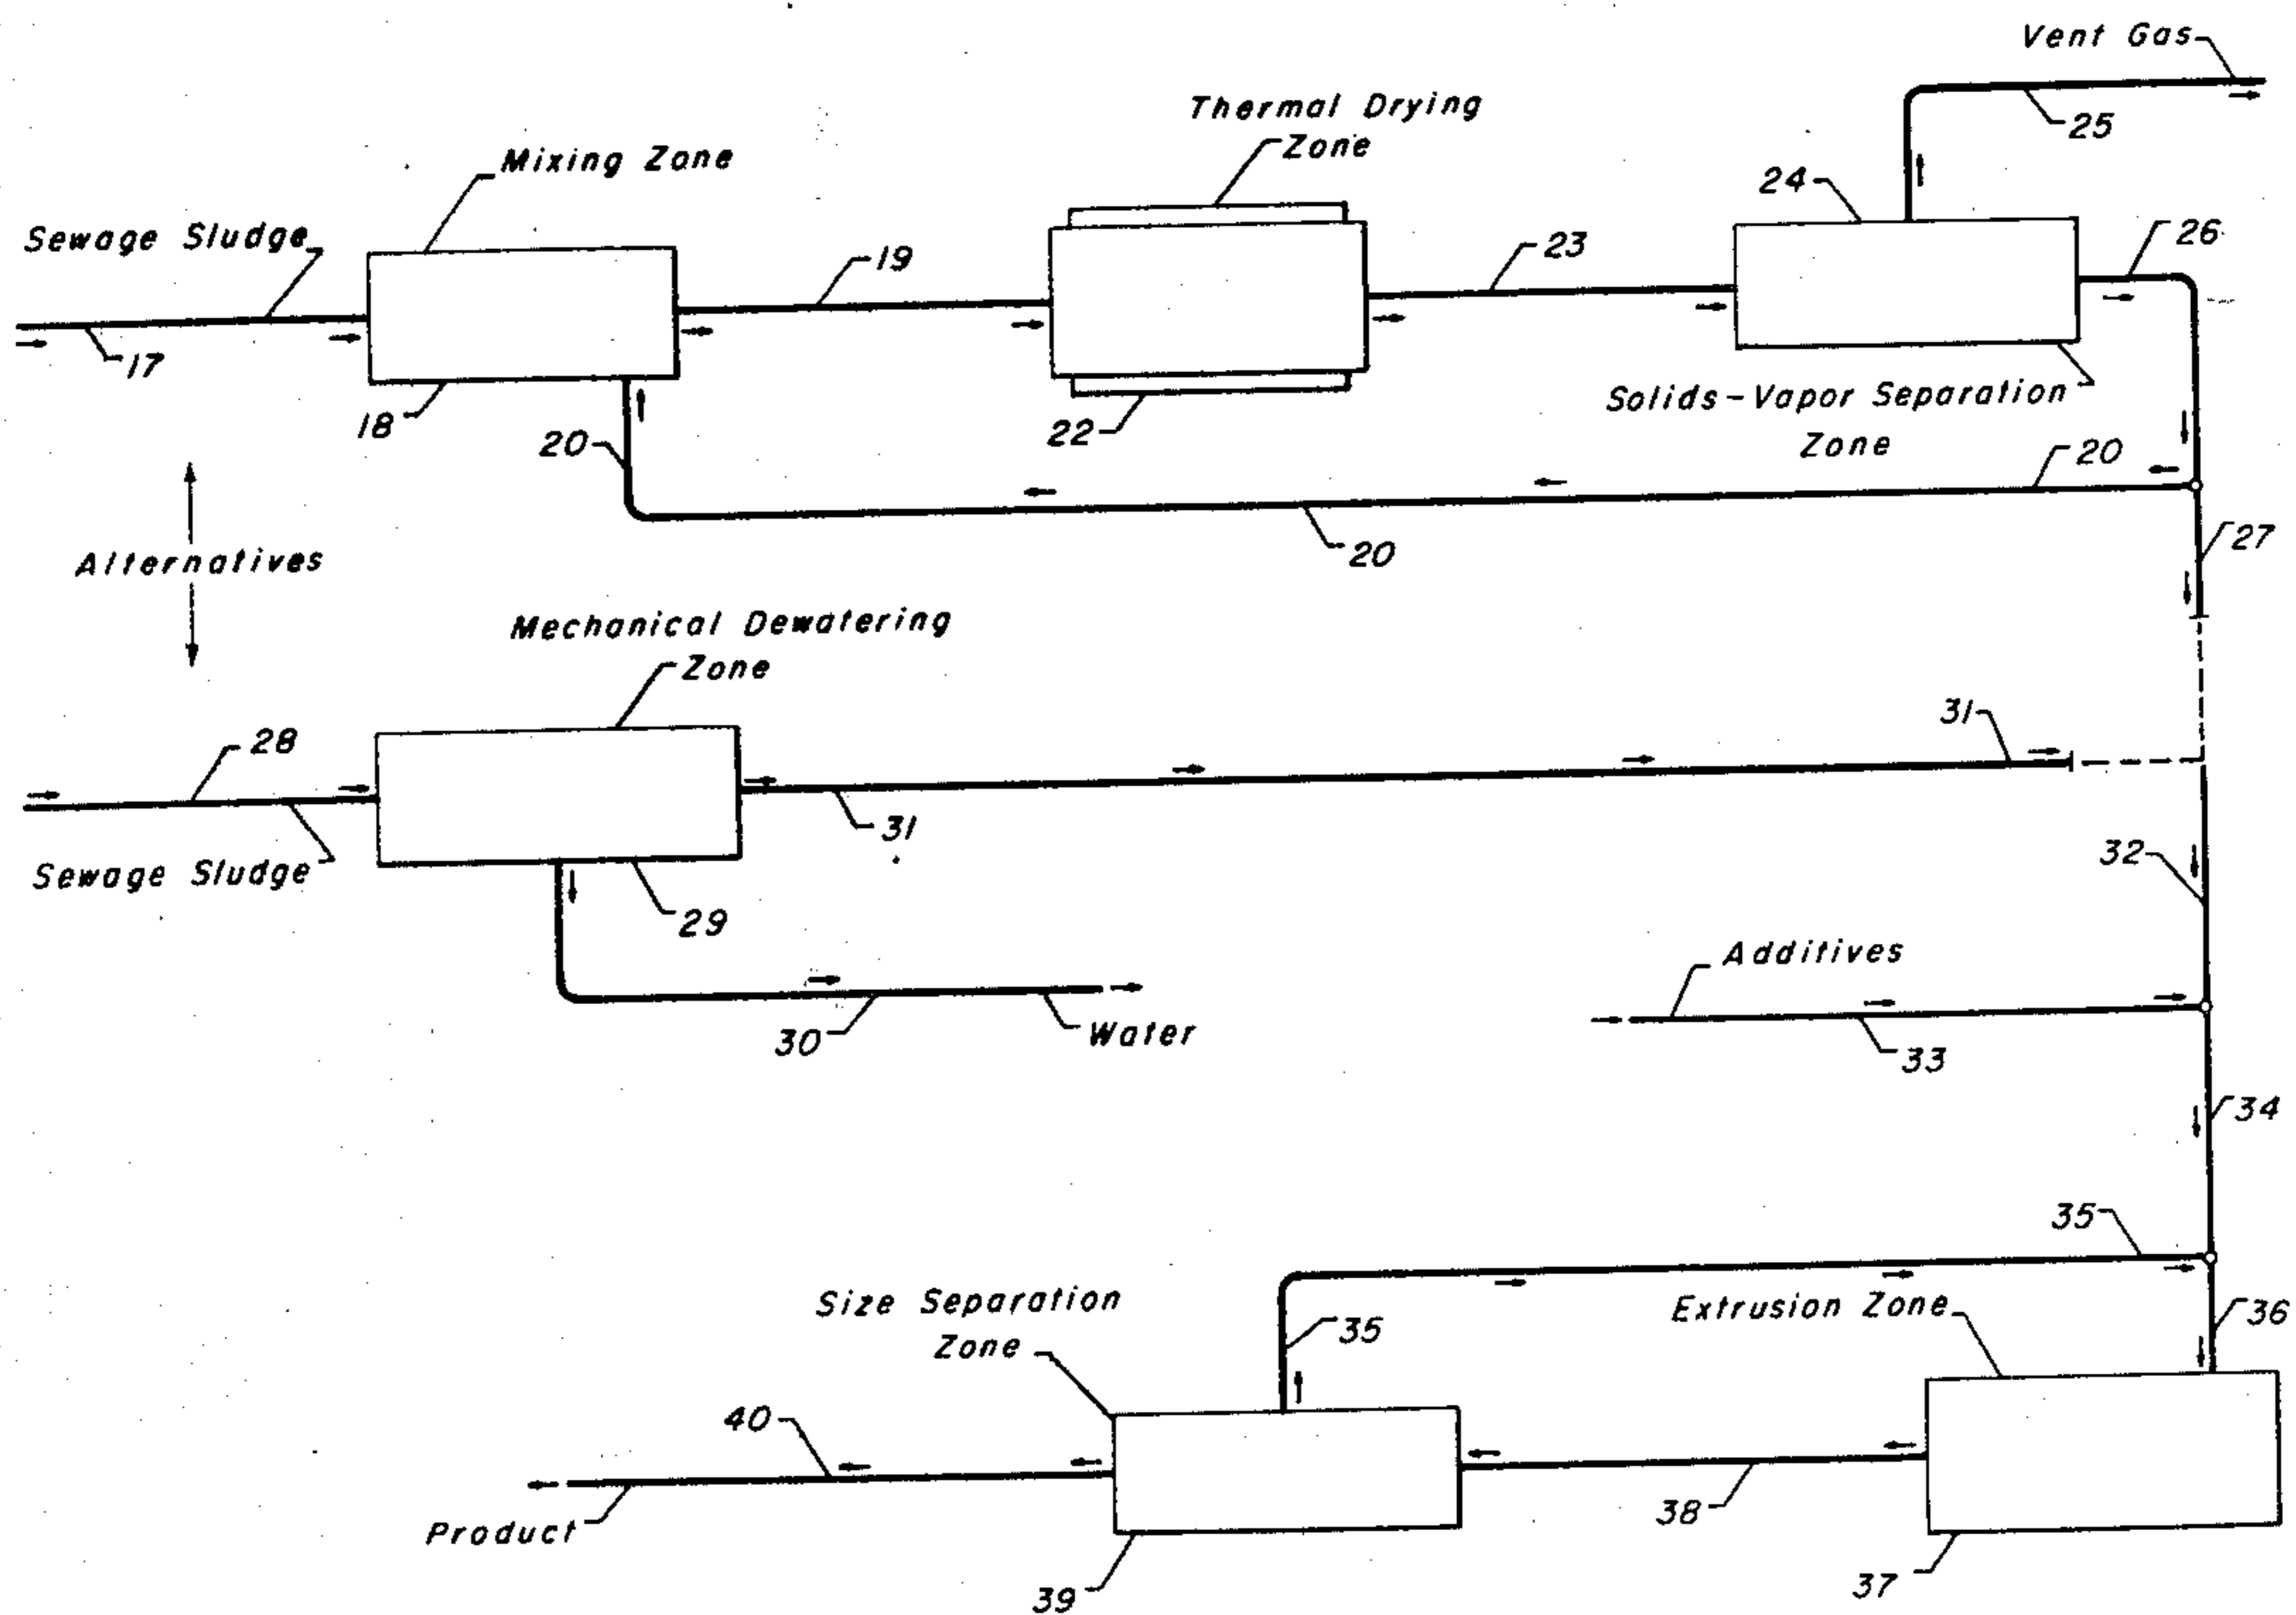 Vent Gas
25
Thermal Drying
Zone
Mixing Zone
24
26
Sewage Sludge
19
23
17
18
20
22
Solids-Vapor Separation
Zone
20
20
27
Alternatives
Mechanical Dewatering
Zone
31
28
31
Sewage Sludge
29
32
Additives
30
Water
33
34
35
Size Separation
Zone
35
Extrusion Zone
36
40
38
Product
39
37